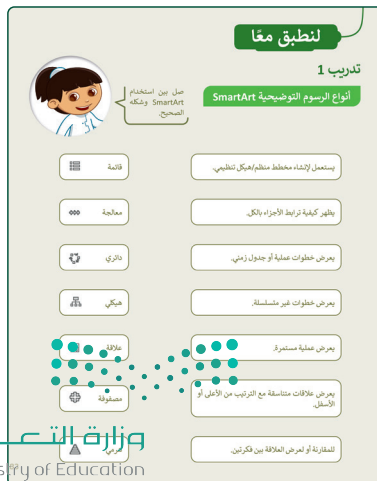 لنطبق معًا
تدريب 1
أنواع الرسوم التوضيحية SmartArt
صل بين استخدام
SmartArt وشكله
الصحيح.
يستعمل لإنشاء مخطط منظم/هيكل تنظيمي.
قائمة
يظهر كيفية ترابط الأجزاء بالكل.
معالجة
يعرض خطوات عملية أو جدول زمني.
دائري
يعرض خطوات غير متسلسلة.
هيكلي
يعرض عملية مستمرة.
علاقة
يعرض علاقات متناسقة مع الترتيب من الأعلى أو
الأسفل.
مصفوفة
للمقارنة أو لعرض العلاقة بين فكرتين.
هرمي
وزارة التعـ
of Education